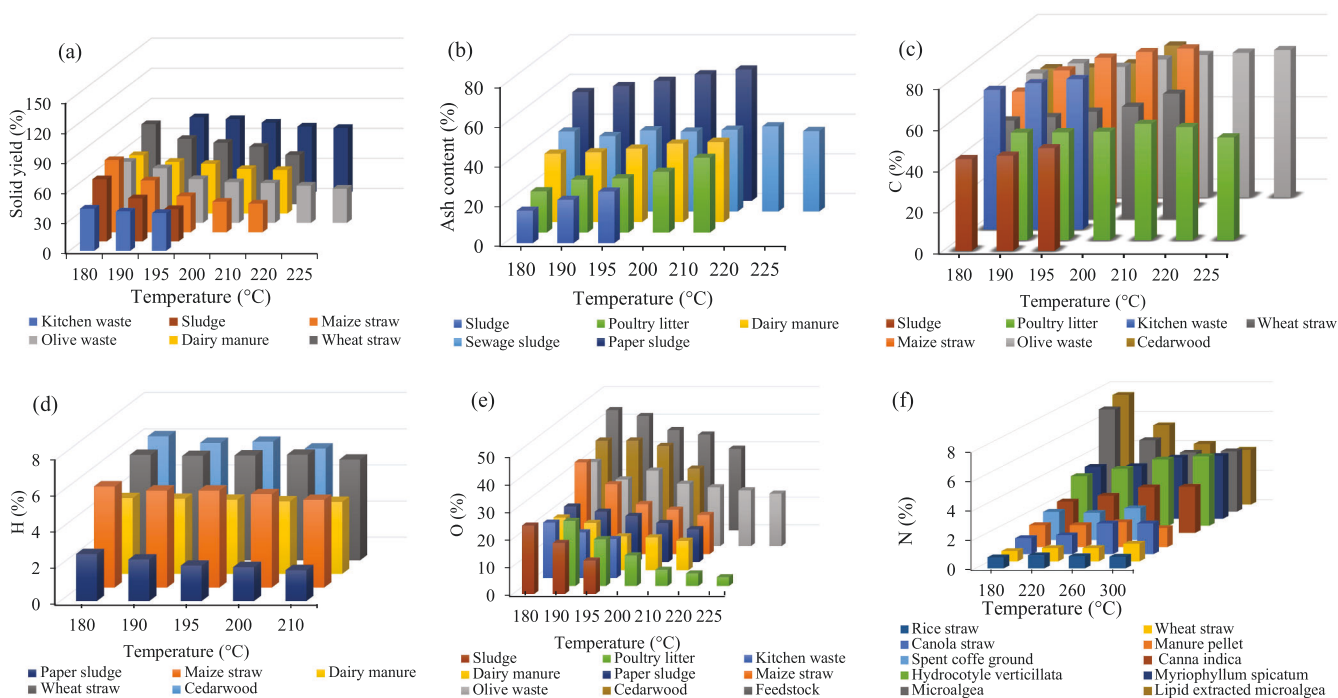 (a)
Solid yield (%)
150
120
90
60
30
0
180 190 195 200 210 220 225
Temperature (°C)
Kitchen waste Sludge Maize straw
Olive waste Dairy manure Wheat straw
(b)
Ash content (%)
80
60
40
20
0
180 190 195 200 210 220 225
Temperature (°C)
Sludge Poultry litter Dairy manure
Sewage sludge Paper sludge
(c)
C (%)
80
60
40
20
0
180 190 195 200 210 220 225
Temperature (°C)
Sludge Poultry litter Kitchen waste Wheat straw
Maize straw Olive waste Cedarwood
(d)
H (%)
8
6
4
2
0
180 190 195 200 210
Temperature (°C)
Paper sludge Maize straw Dairy manure
Wheat straw Cedarwood
(e)
O (%)
50
40
30
20
10
0
180 190 195 200 210 220 225
Temperature (°C)
Sludge Poultry litter Kitchen waste
Dairy manure Paper sludge Maize straw
Olive waste Cedarwood Feedstock
(f)
N (%)
8
6
4
2
0
180 220 260 300
Temperature (°C)
Rice straw Wheat straw
Canola straw Manure pellet
Spent coffe ground Canna indica
Hydrocotyle verticillata Myriophyllum spicatum
Microalgea Lipid extracted microalgea